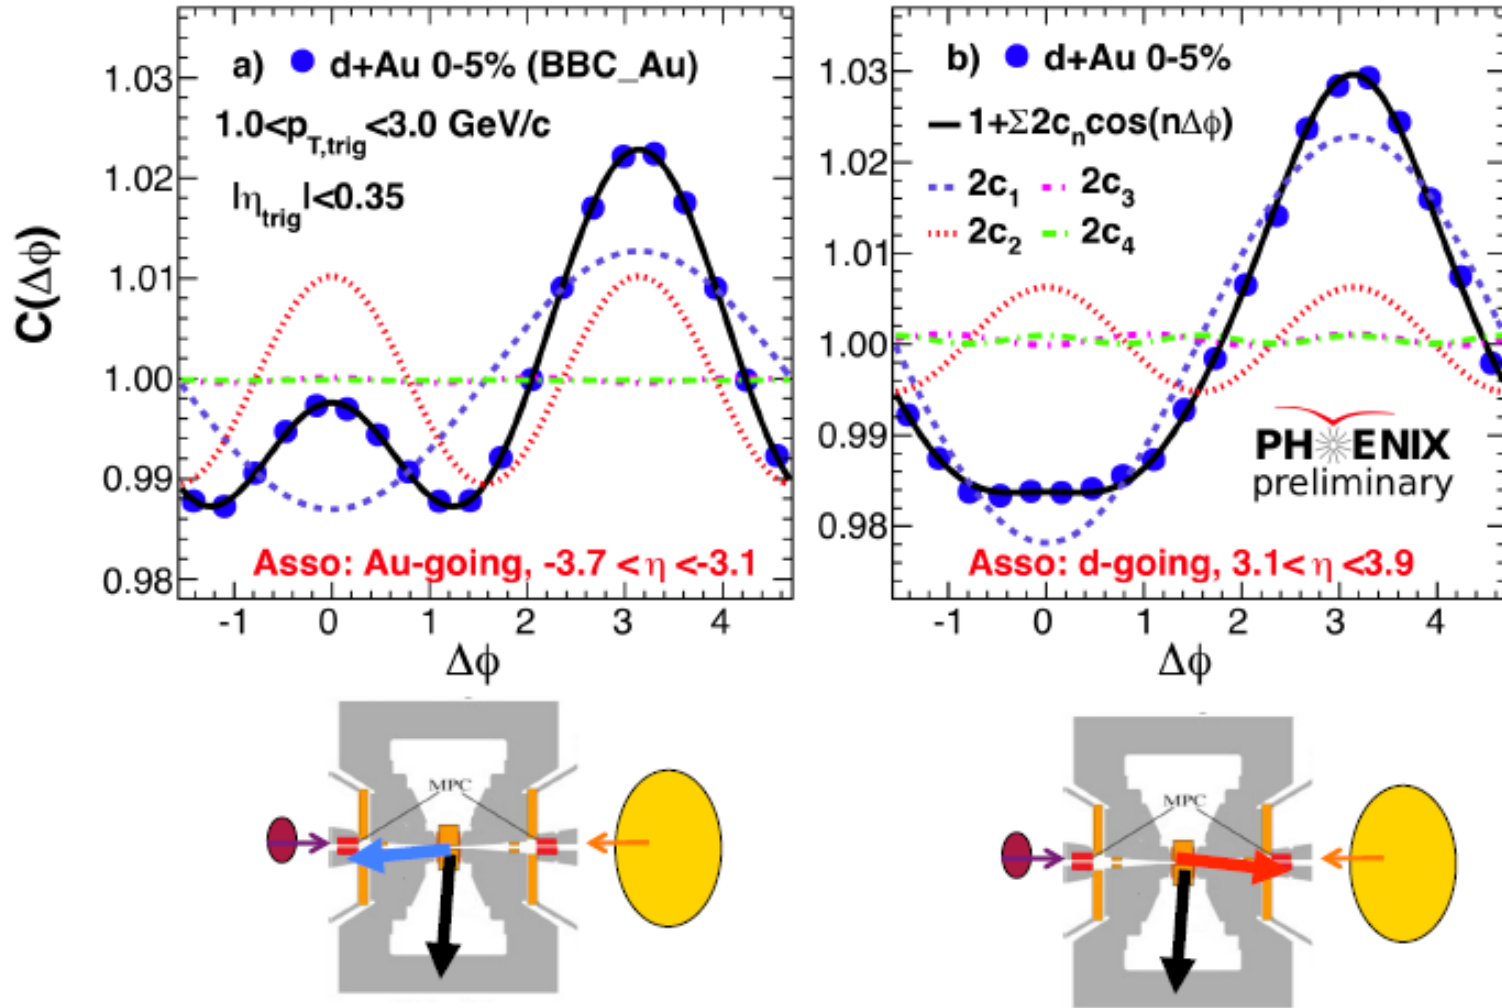 a) d+Au 0-5% (BBC_Au)
1.0<p_T,trig<3.0 GeV/c
|η_trig|<0.35
C(Δϕ)
1.03
1.02
1.01
1.00
0.99
0.98
-1 0 1 2 3 4
Δϕ
Asso: Au-going, -3.7 < η <-3.1
b) d+Au 0-5%
1+Σ2c_ncos(nΔϕ)
2c_1 2c_3
2c_2 2c_4
1.03
1.02
1.01
1.00
0.99
0.98
PHENIX
preliminary
Asso: d-going, 3.1< η <3.9
-1 0 1 2 3 4
Δϕ
MPC
MPC